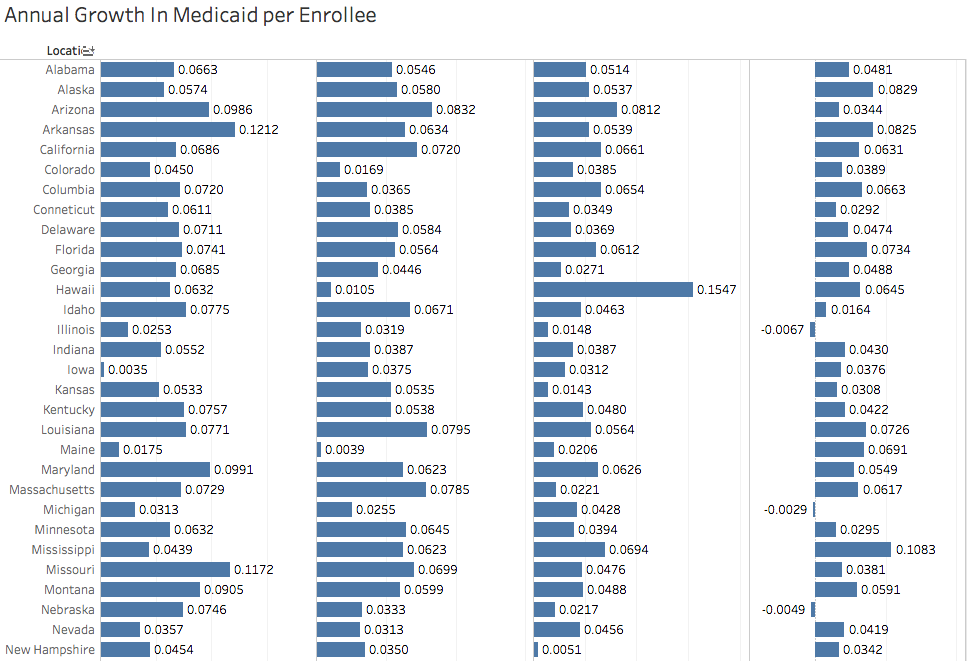 Annual Growth In Medicaid per Enrollee
Locati
Alabama 0.0663 0.0546 0.0514 0.0481
Alaska 0.0574 0.0580 0.0537 0.0829
Arizona 0.0986 0.0832 0.0812 0.0344
Arkansas 0.1212 0.0634 0.0539 0.0825
California 0.0686 0.0720 0.0661 0.0631
Colorado 0.0450 0.0169 0.0385 0.0389
Columbia 0.0720 0.0365 0.0654 0.0663
Conneticut 0.0611 0.0385 0.0349 0.0292
Delaware 0.0711 0.0584 0.0369 0.0474
Florida 0.0741 0.0564 0.0612 0.0734
Georgia 0.0685 0.0446 0.0271 0.0488
Hawaii 0.0632 0.0105 0.1547 0.0645
Idaho 0.0775 0.0671 0.0463 0.0164
Illinois 0.0253 0.0319 0.0148 -0.0067
Indiana 0.0552 0.0387 0.0387 0.0430
Iowa 0.0035 0.0375 0.0312 0.0376
Kansas 0.0533 0.0535 0.0143 0.0308
Kentucky 0.0757 0.0538 0.0480 0.0422
Louisiana 0.0771 0.0795 0.0564 0.0726
Maine 0.0175 0.0039 0.0206 0.0691
Maryland 0.0991 0.0623 0.0626 0.0549
Massachusetts 0.0729 0.0785 0.0221 0.0617
Michigan 0.0313 0.0255 0.0428 -0.0029
Minnesota 0.0632 0.0645 0.0394 0.0295
Mississippi 0.0439 0.0623 0.0694 0.1083
Missouri 0.1172 0.0699 0.0476 0.0381
Montana 0.0905 0.0599 0.0488 0.0591
Nebraska 0.0746 0.0333 0.0217 -0.0049
Nevada 0.0357 0.0313 0.0456 0.0419
New Hampshire 0.0454 0.0350 0.0051 0.0342